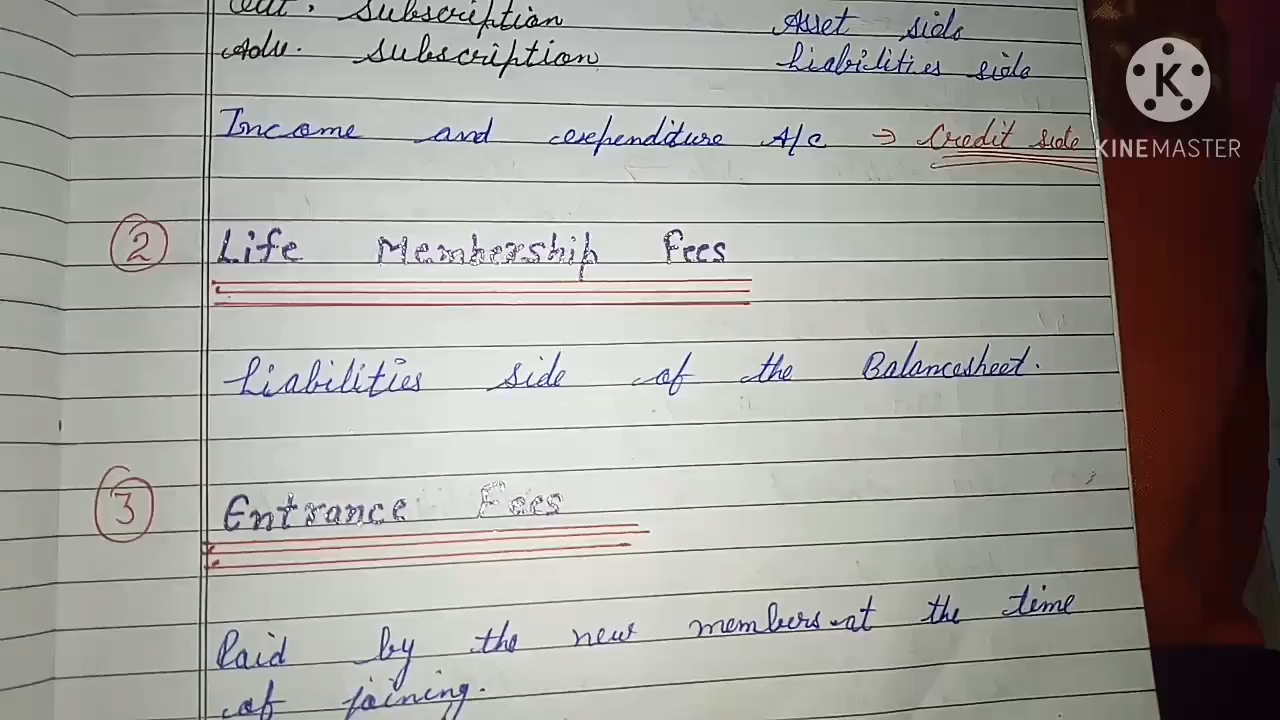 Out. Subscription Asset side
Adv. Subscription Liabilities side
Income and expenditure A/c → Credit side
KINEMASTER
2 Life Membership Fees
Liabilities side of the Balancesheet.
3 Entrance Fees
Paid by the new members at the time
of joining.